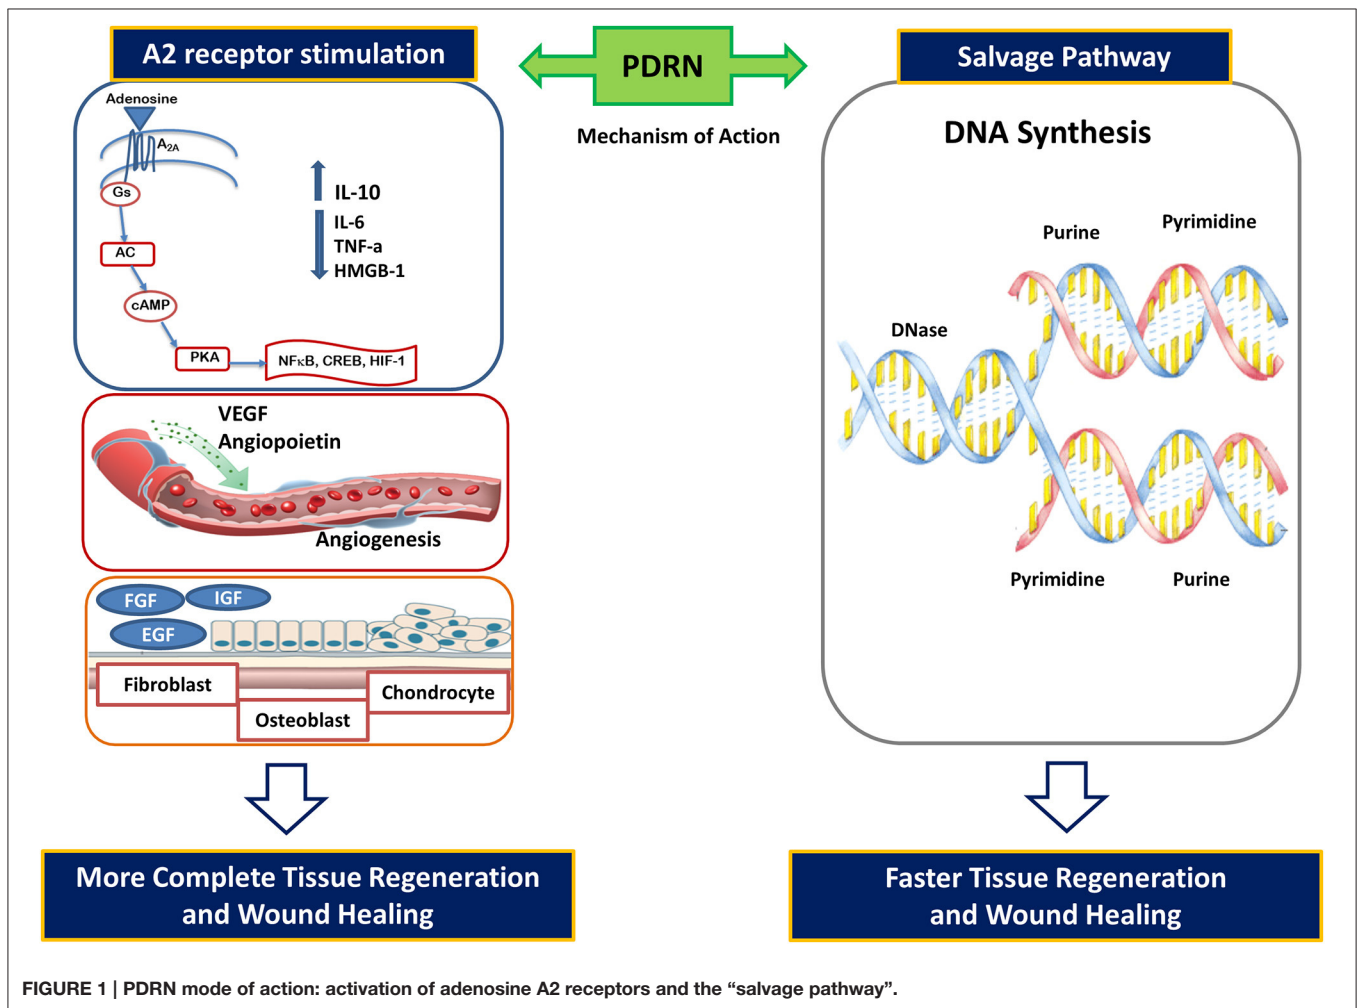 A2 receptor stimulation
PDRN
Mechanism of Action
Salvage Pathway
Adenosine
A2A
Gs
AC
cAMP
PKA
NFκB, CREB, HIF-1
IL-10
IL-6
TNF-a
HMGB-1
VEGF
Angiopoietin
Angiogenesis
FGF
IGF
EGF
Fibroblast
Osteoblast
Chondrocyte
More Complete Tissue Regeneration
and Wound Healing
DNA Synthesis
Purine
Pyrimidine
DNase
Pyrimidine
Purine
Faster Tissue Regeneration
and Wound Healing
FIGURE 1 | PDRN mode of action: activation of adenosine A2 receptors and the “salvage pathway”.